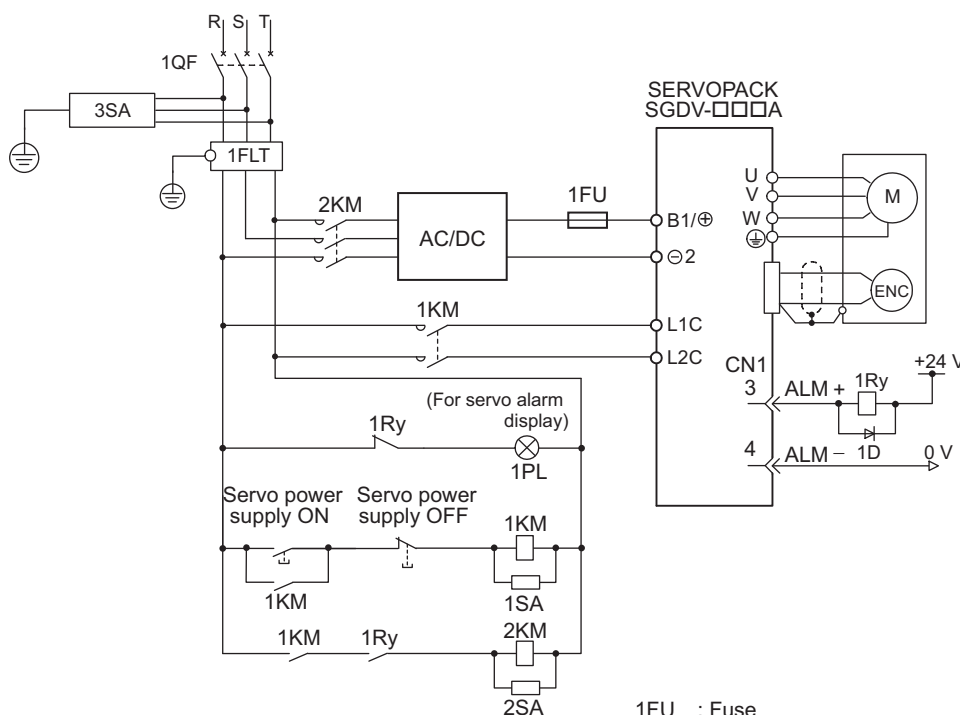 R S T
1QF
3SA
1FLT
SERVOPACK
SGDV-□□□A
2KM
AC/DC
1FU
B1/⊕
⊖2
U
V
W
M
ENC
1KM
L1C
L2C
CN1
3
ALM +
1Ry
+24 V
1D
4
ALM −
0 V
(For servo alarm
display)
1Ry
1PL
Servo power
supply ON
Servo power
supply OFF
1KM
1KM
1SA
1KM
1Ry
2KM
2SA
1FU : Fuse